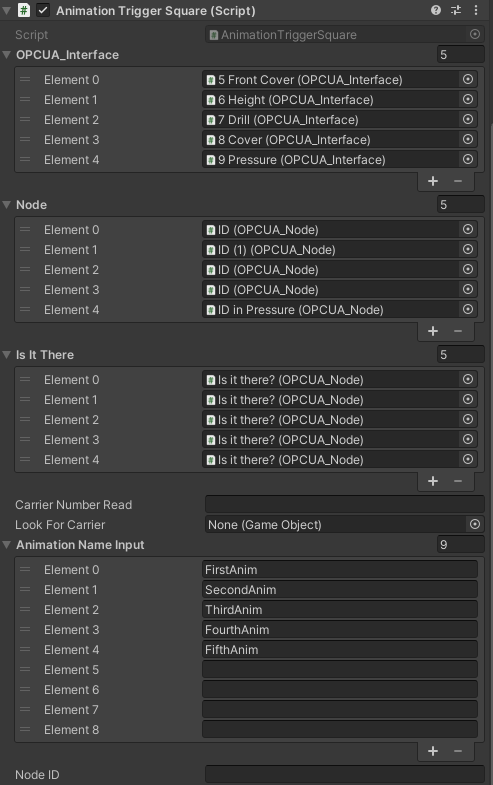 Animation Trigger Square (Script)
Script AnimationTriggerSquare
OPCUA_Interface 5
Element 0 5 Front Cover (OPCUA_Interface)
Element 1 6 Height (OPCUA_Interface)
Element 2 7 Drill (OPCUA_Interface)
Element 3 8 Cover (OPCUA_Interface)
Element 4 9 Pressure (OPCUA_Interface)
Node 5
Element 0 ID (OPCUA_Node)
Element 1 ID (1) (OPCUA_Node)
Element 2 ID (OPCUA_Node)
Element 3 ID (OPCUA_Node)
Element 4 ID in Pressure (OPCUA_Node)
Is It There 5
Element 0 Is it there? (OPCUA_Node)
Element 1 Is it there? (OPCUA_Node)
Element 2 Is it there? (OPCUA_Node)
Element 3 Is it there? (OPCUA_Node)
Element 4 Is it there? (OPCUA_Node)
Carrier Number Read
Look For Carrier None (Game Object)
Animation Name Input 9
Element 0 FirstAnim
Element 1 SecondAnim
Element 2 ThirdAnim
Element 3 FourthAnim
Element 4 FifthAnim
Element 5
Element 6
Element 7
Element 8
Node ID